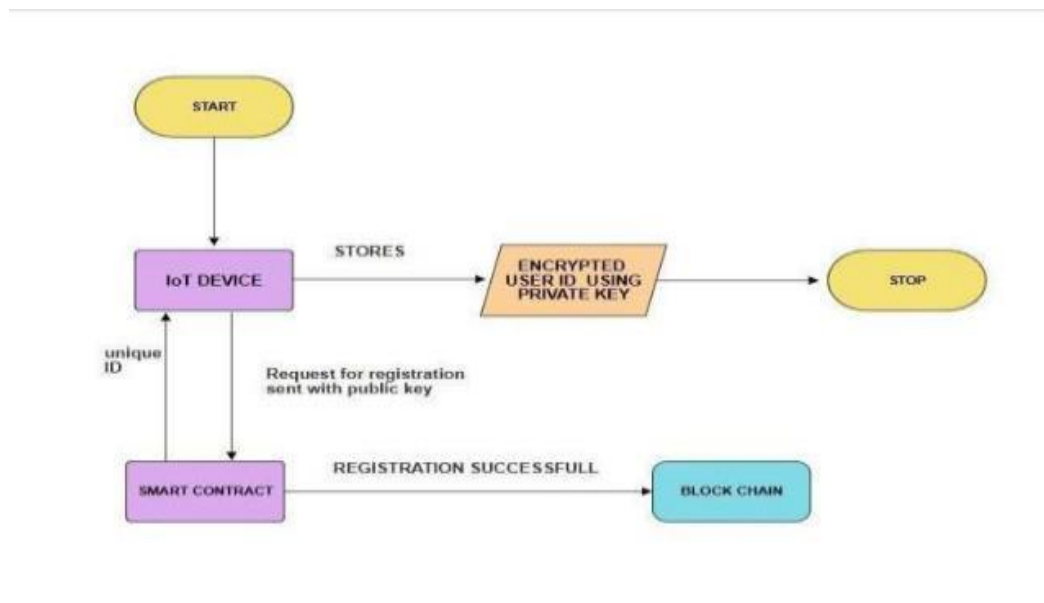 START
STORES
IoT DEVICE
ENCRYPTED
USER ID USING
PRIVATE KEY
STOP
unique
ID
Request for registration
sent with public key
REGISTRATION SUCCESSFULL
SMART CONTRACT
BLOCK CHAIN